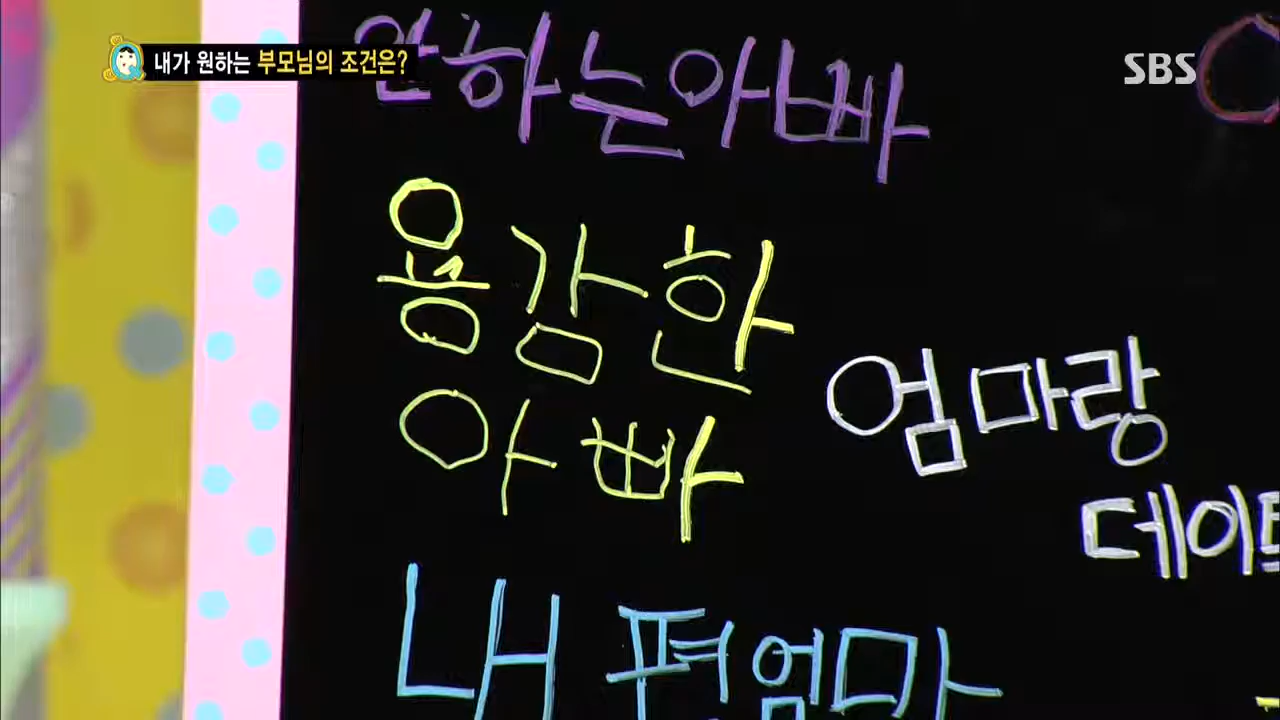 내가 원하는 부모님의 조건은?
SBS
안하는아빠
용감한
아빠
엄마랑
데이트
내 편 엄마